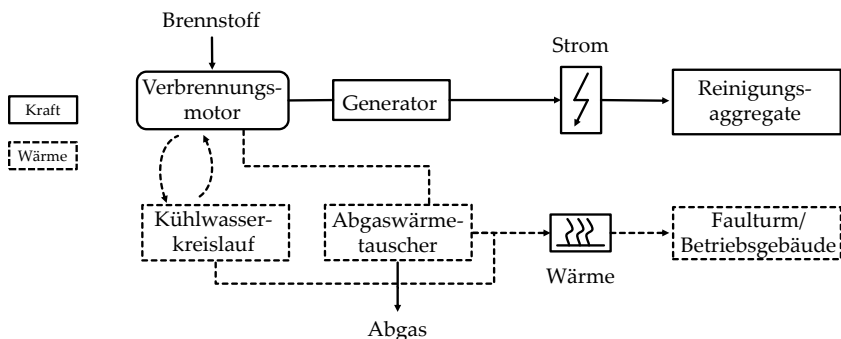 Brennstoff
Strom
Verbrennungs-
motor
Generator
Reinigungs-
aggregate
Kraft
Wärme
Kühlwasser-
kreislauf
Abgaswärme-
tauscher
Faulturm/
Betriebsgebäude
Wärme
Abgas